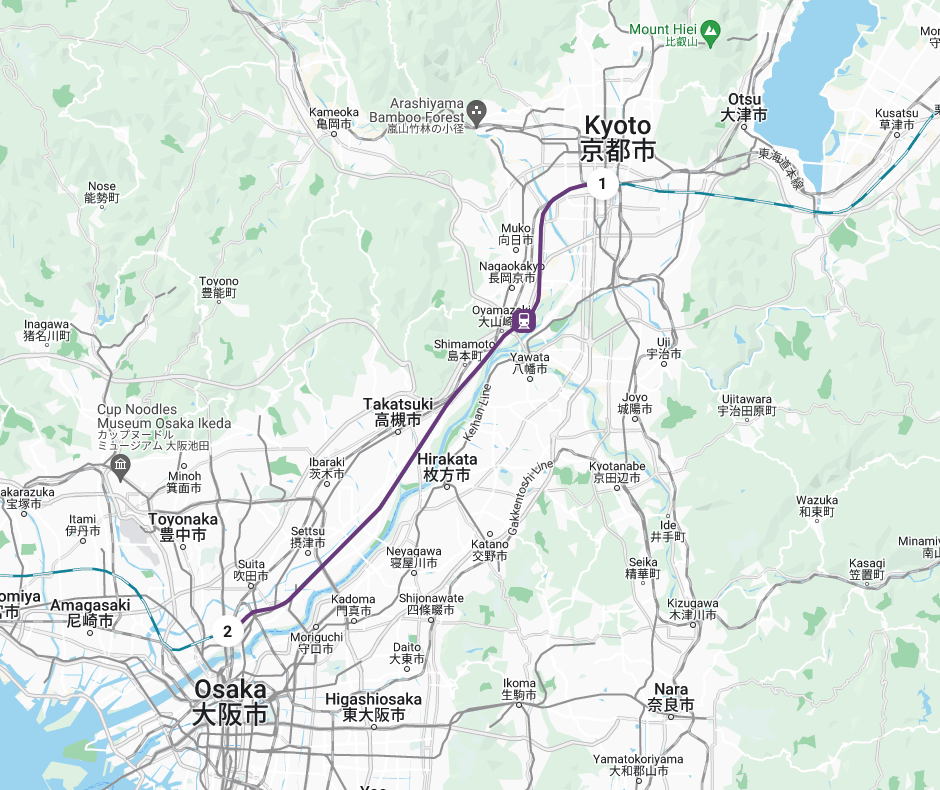 Mount Hiei
比叡山
Arashiyama
Bamboo Forest
嵐山竹林の小径
Otsu
大津市
Kameoka
亀岡市
Kyoto
京都市
Kusatsu
草津市
東海道本線
1
Nose
能勢町
Muko
向日市
Nagaokakyo
長岡京市
Toyono
豊能町
Oyamazaki
大山崎
Inagawa
猪名川町
Shimamoto
島本町
Yawata
八幡市
Uji
宇治市
Keihan Line
Takatsuki
高槻市
Joyo
城陽市
Ujitawara
宇治田原町
Cup Noodles
Museum Osaka Ikeda
カップヌードル
ミュージアム 大阪池田
Hirakata
枚方市
Ibaraki
茨木市
Minoh
箕面市
Kyotanabe
京田辺市
Gakkentoshi Line
akarazuka
宝塚市
Itami
伊丹市
Toyonaka
豊中市
Settsu
摂津市
Wazuka
和束町
Ide
井手町
Katano
交野市
Neyagawa
寝屋川市
Minami
南山
Suita
吹田市
Seika
精華町
Kasagi
笠置町
omiya
宮市
Amagasaki
尼崎市
Kadoma
門真市
Shijonawate
四條畷市
Kizugawa
木津川市
2
Moriguchi
守口市
Daito
大東市
Osaka
大阪市
Higashiosaka
東大阪市
Ikoma
生駒市
Nara
奈良市
Yamatokoriyama
大和郡山市